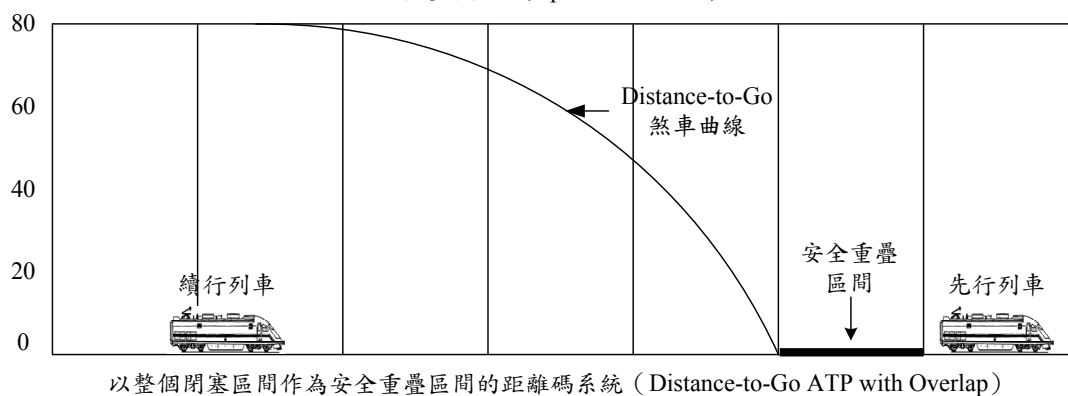 80
60
40
20
0
Distance-to-Go
煞車曲線
安全重疊
區間
續行列車
先行列車
以整個閉塞區間作為安全重疊區間的距離碼系統（Distance-to-Go ATP with Overlap）